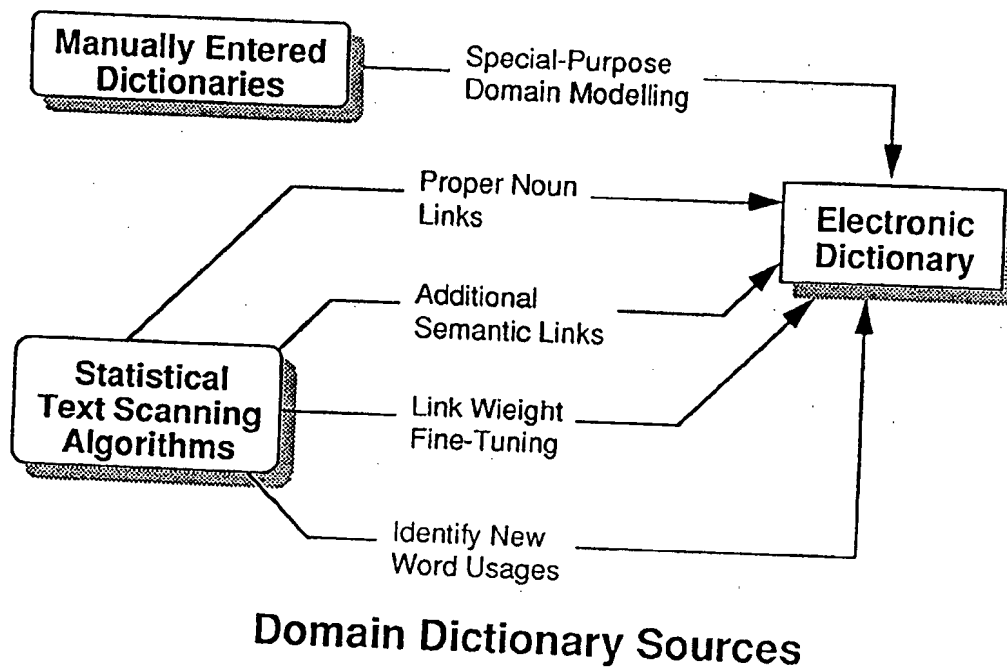 Manually Entered
Dictionaries
Special-Purpose
Domain Modelling
Proper Noun
Links
Electronic
Dictionary
Additional
Semantic Links
Statistical
Text Scanning
Algorithms
Link Wieight
Fine-Tuning
Identify New
Word Usages
Domain Dictionary Sources